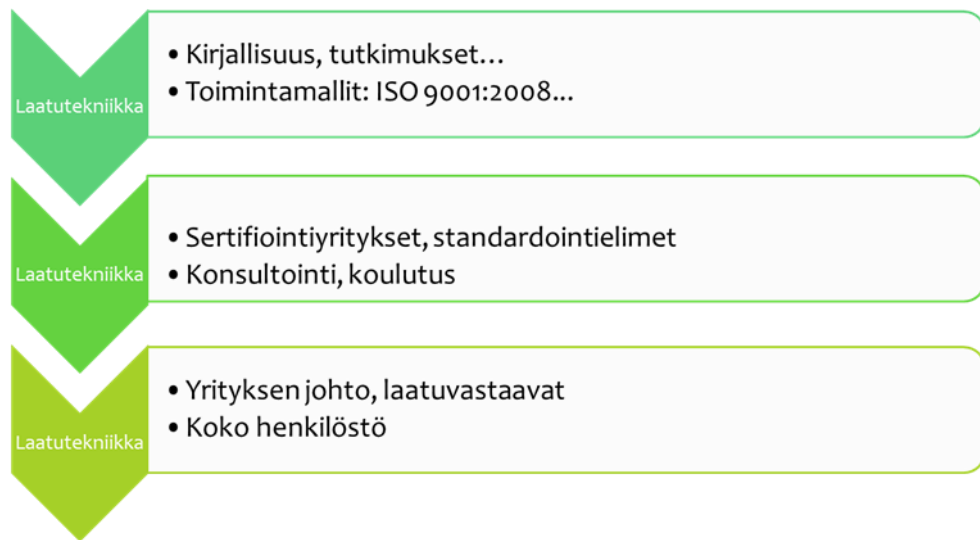 Laatutekniikka
• Kirjallisuus, tutkimukset…
• Toimintamallit: ISO 9001:2008...
Laatutekniikka
• Sertifiointiyritykset, standardointielimet
• Konsultointi, koulutus
Laatutekniikka
• Yrityksen johto, laatuvastaavat
• Koko henkilöstö